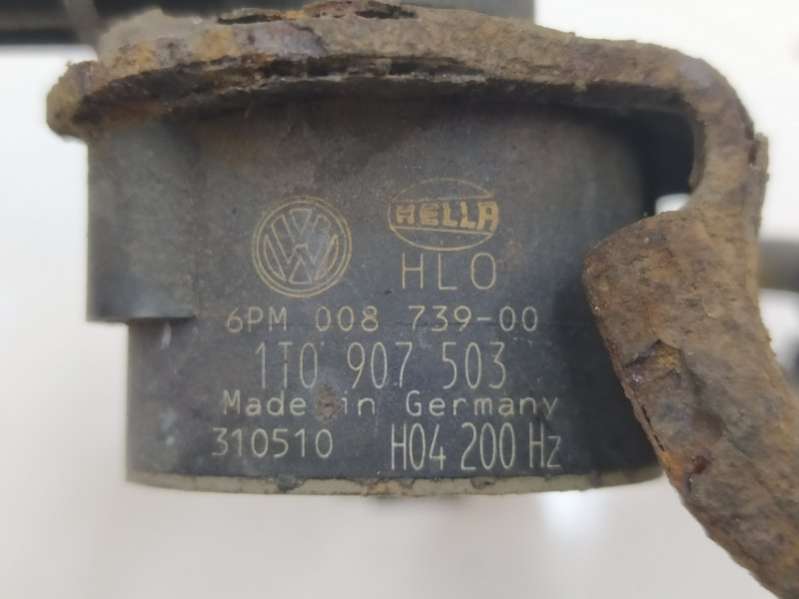 HELLA
HLO
6PM 008 739-00
1T0 907 503
Made in Germany
310510 H04 200 Hz